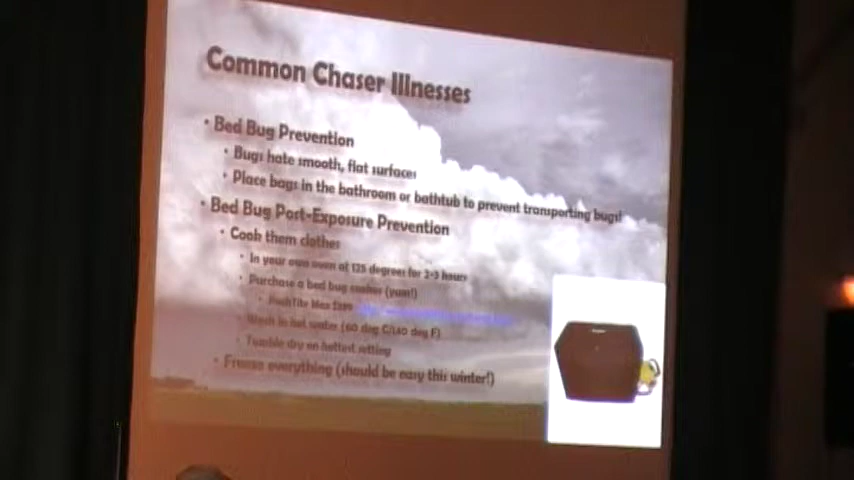 Common Chaser Illnesses
• Bed Bug Prevention
• Bugs hate smooth, flat surfaces
• Place bags in the bathroom or bathtub to prevent transporting bugs!
• Bed Bug Post-Exposure Prevention
• Cook them clothes
• In your own oven at 125 degrees for 2-3 hours
• Purchase a bed bug cooker (yum!)
• PackTite
• Wash in hot water (60 deg C/140 deg F)
• Tumble dry on hottest setting
• Freeze everything (should be easy this winter!)